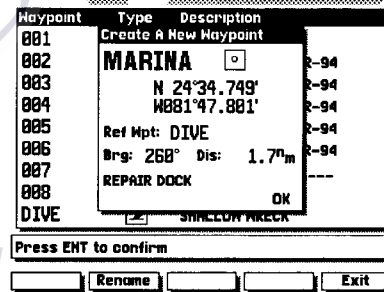 Waypoint Type Description
001 Create A New Waypoint
002 MARINA R-94
003 N 24°34.749' R-94
004 W081°47.801' R-94
005 Ref Wpt: DIVE R-94
006 Brg: 260° Dis: 1.7nm R-94
007 REPAIR DOCK ---
008 OK
DIVE SHALLOW WRECK
Press ENT to confirm
Rename Exit